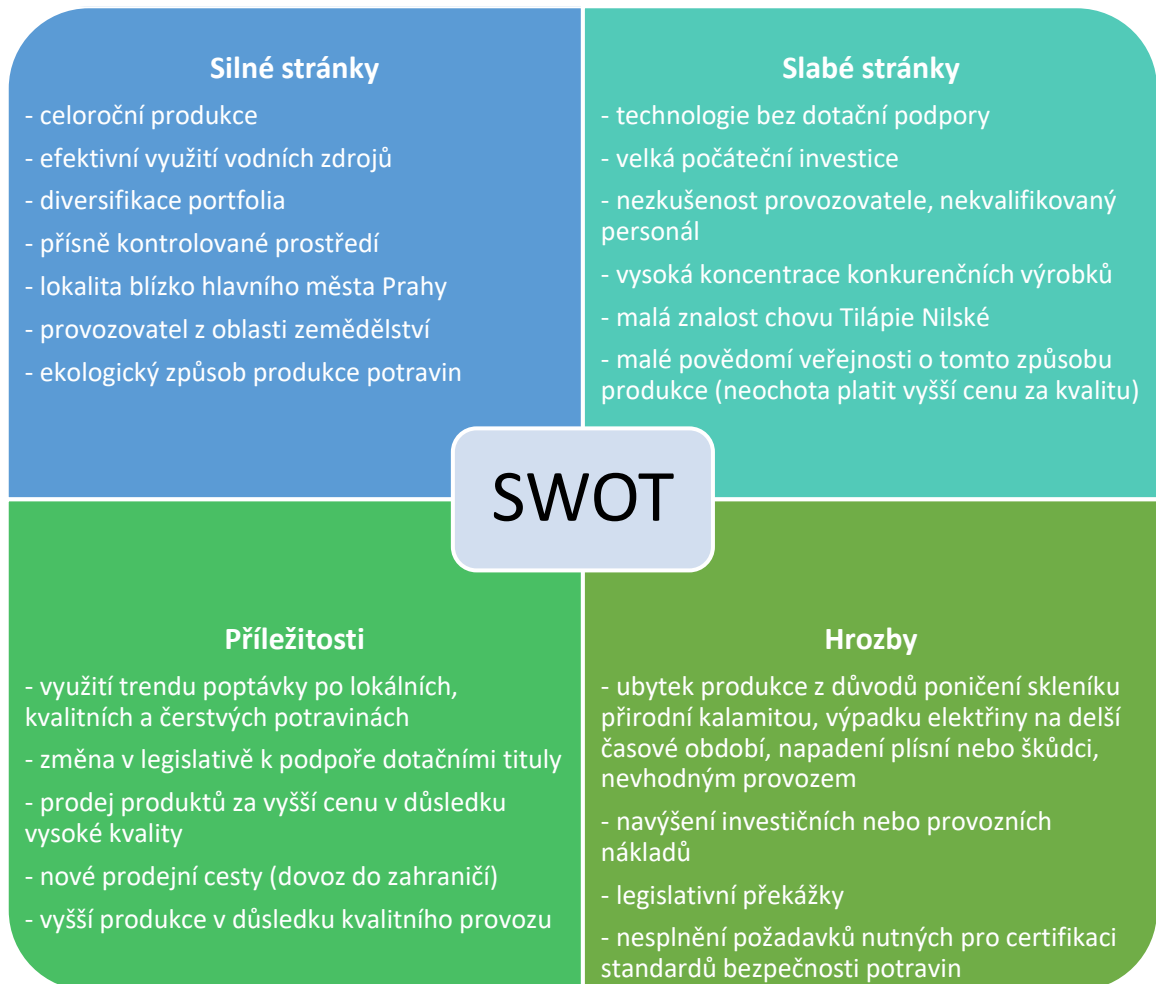 Silné stránky
- celoroční produkce
- efektivní využití vodních zdrojů
- diversifikace portfolia
- přísně kontrolované prostředí
- lokalita blízko hlavního města Prahy
- provozovatel z oblasti zemědělství
- ekologický způsob produkce potravin
Slabé stránky
- technologie bez dotační podpory
- velká počáteční investice
- nezkušenost provozovatele, nekvalifikovaný
personál
- vysoká koncentrace konkurenčních výrobků
- malá znalost chovu Tilápie Nilské
- malé povědomí veřejnosti o tomto způsobu
produkce (neochota platit vyšší cenu za kvalitu)
SWOT
Příležitosti
- využití trendu poptávky po lokálních,
kvalitních a čerstvých potravinách
- změna v legislativě k podpoře dotačními tituly
- prodej produktů za vyšší cenu v důsledku
vysoké kvality
- nové prodejní cesty (dovoz do zahraničí)
- vyšší produkce v důsledku kvalitního provozu
Hrozby
- ubytek produkce z důvodů poničení skleníku
přirodní kalamitou, výpadku elektřiny na delší
časové období, napadení plísní nebo škůdci,
nevhodným provozem
- navýšení investičních nebo provozních
nákladů
- legislativní překážky
- nesplnění požadavků nutných pro certifikaci
standardů bezpečnosti potravin